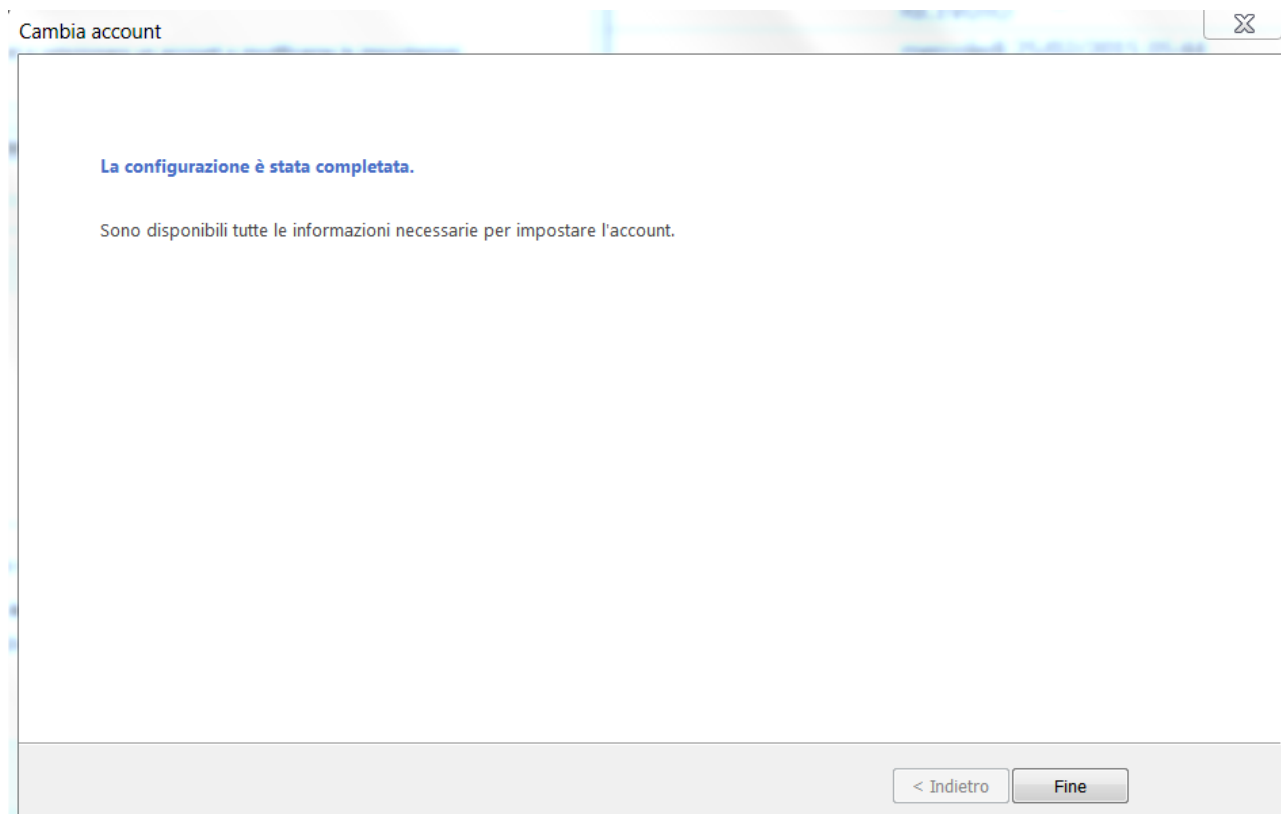 Cambia account
La configurazione è stata completata.
Sono disponibili tutte le informazioni necessarie per impostare l'account.
< Indietro
Fine